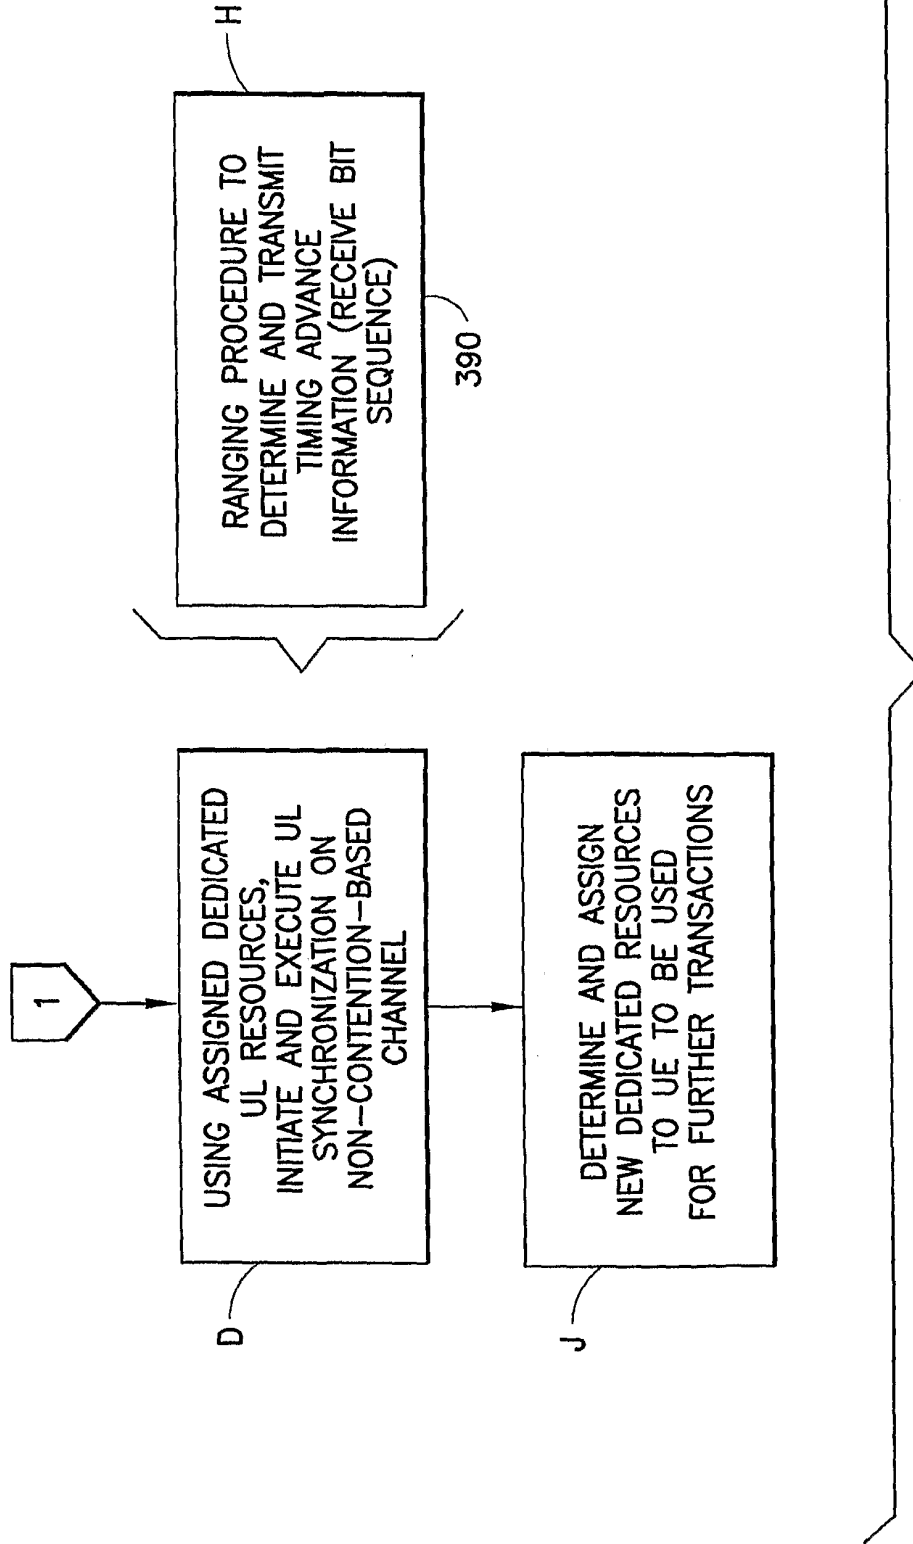 1
USING ASSIGNED DEDICATED
UL RESOURCES,
INITIATE AND EXECUTE UL
SYNCHRONIZATION ON
NON-CONTENTION-BASED
CHANNEL
D
RANGING PROCEDURE TO
DETERMINE AND TRANSMIT
TIMING ADVANCE
INFORMATION (RECEIVE BIT
SEQUENCE)
H
390
DETERMINE AND ASSIGN
NEW DEDICATED RESOURCES
TO UE TO BE USED
FOR FURTHER TRANSACTIONS
J